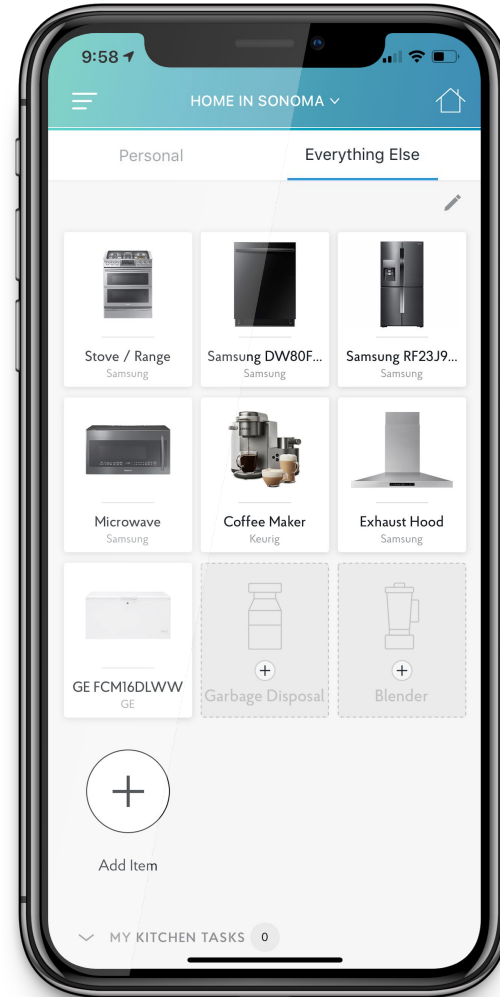 9:58
HOME IN SONOMA
Personal
Everything Else
Stove / Range
Samsung
Samsung DW80F...
Samsung
Samsung RF23J9...
Samsung
Microwave
Samsung
Coffee Maker
Keurig
Exhaust Hood
Samsung
GE FCM16DLWW
GE
Garbage Disposal
Blender
Add Item
MY KITCHEN TASKS 0